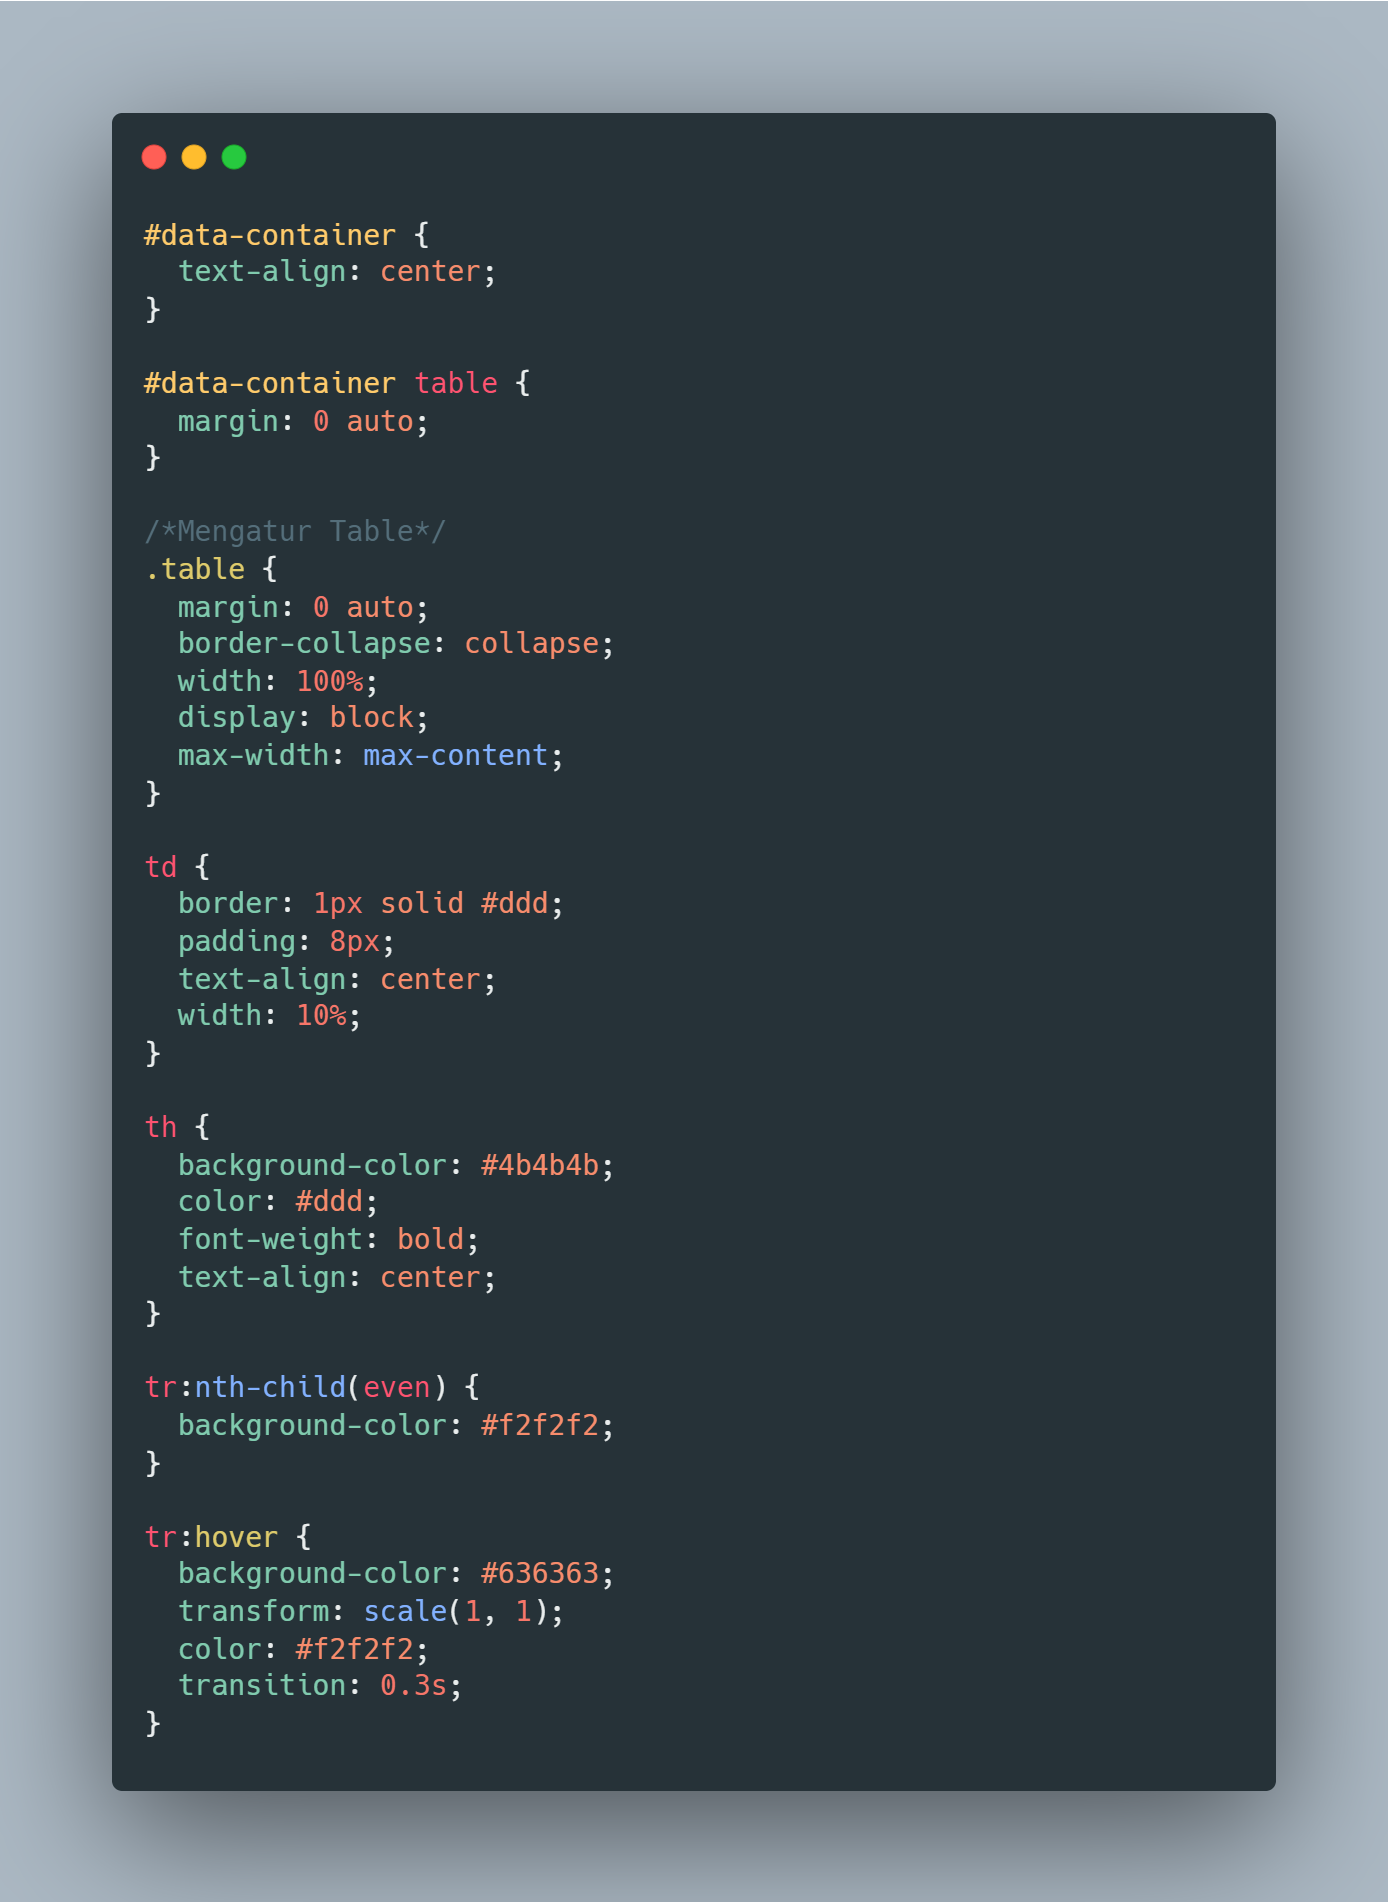 #data-container {
  text-align: center;
}

#data-container table {
  margin: 0 auto;
}

/*Mengatur Table*/
.table {
  margin: 0 auto;
  border-collapse: collapse;
  width: 100%;
  display: block;
  max-width: max-content;
}

td {
  border: 1px solid #ddd;
  padding: 8px;
  text-align: center;
  width: 10%;
}

th {
  background-color: #4b4b4b;
  color: #ddd;
  font-weight: bold;
  text-align: center;
}

tr:nth-child(even) {
  background-color: #f2f2f2;
}

tr:hover {
  background-color: #636363;
  transform: scale(1, 1);
  color: #f2f2f2;
  transition: 0.3s;
}